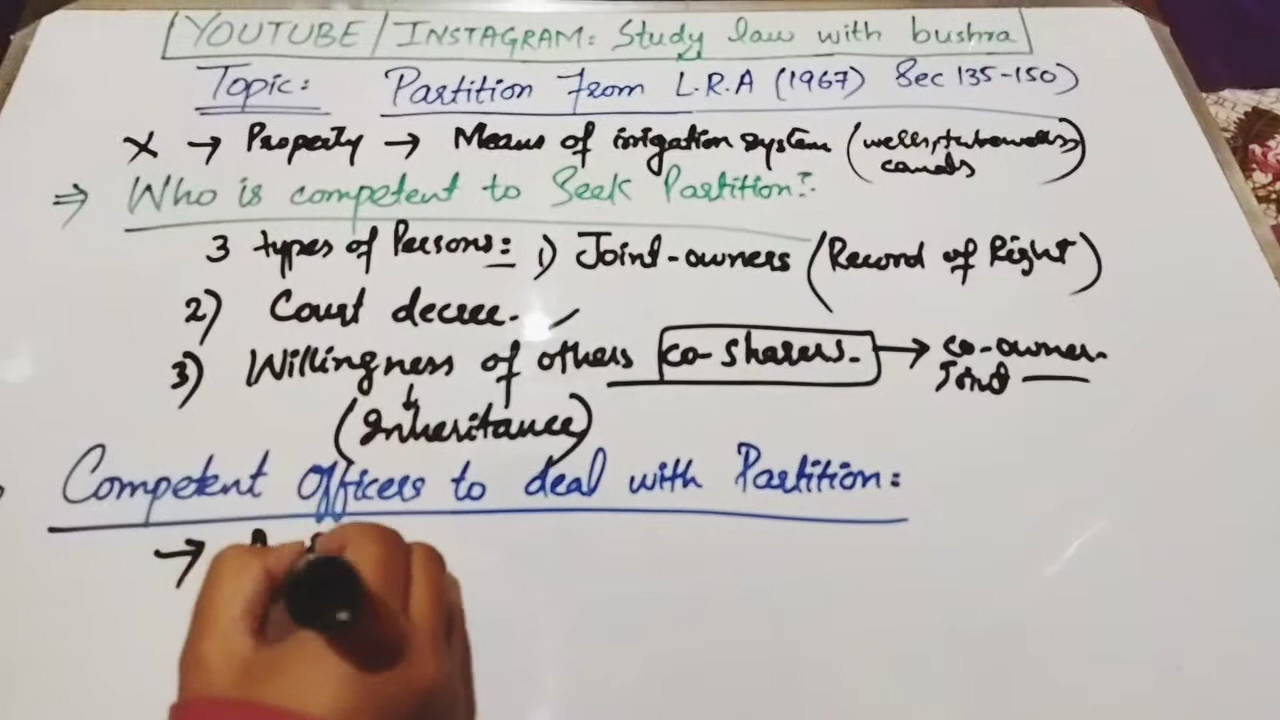 YOUTUBE/INSTAGRAM: Study law with bushra
Topic: Partition From L.R.A (1967) Sec 135-150)
X → Property → Means of irrigation system (wells, tubewells, canals)
⇒ Who is competent to Seek Partition?
3 types of Persons: 1) Joint-owners (Record of Right)
2) Court decree.
3) Willingness of others co-sharers. → co-owner. Joint
(Inheritance)
Competent Officers to deal with Partition:
→